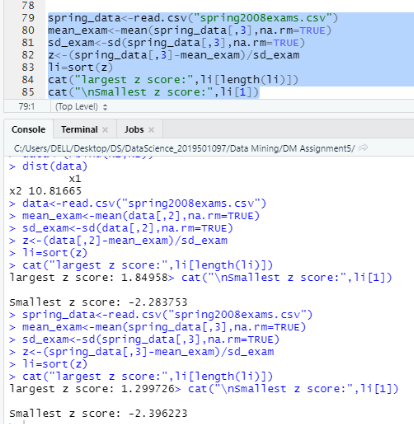 78
79 spring_data<-read.csv("spring2008exams.csv")
80 mean_exam<-mean(spring_data[,3],na.rm=TRUE)
81 sd_exam<-sd(spring_data[,3],na.rm=TRUE)
82 z<-(spring_data[,3]-mean_exam)/sd_exam
83 li=sort(z)
84 cat("largest z score:",li[length(li)])
85 cat("\nSmallest z score:",li[1])
79:1 (Top Level)
Console Terminal × Jobs ×
C:/Users/DELL/Desktop/DS/DataScience_2019501097/Data Mining/DM Assignment5/
> dist(data)
x1
x2 10.81665
> data<-read.csv("spring2008exams.csv")
> mean_exam<-mean(data[,2],na.rm=TRUE)
> sd_exam<-sd(data[,2],na.rm=TRUE)
> z<-(data[,2]-mean_exam)/sd_exam
> li=sort(z)
> cat("largest z score:",li[length(li)])
largest z score: 1.84958> cat("\nSmallest z score:",li[1])
Smallest z score: -2.283753
> spring_data<-read.csv("spring2008exams.csv")
> mean_exam<-mean(spring_data[,3],na.rm=TRUE)
> sd_exam<-sd(spring_data[,3],na.rm=TRUE)
> z<-(spring_data[,3]-mean_exam)/sd_exam
> li=sort(z)
> cat("largest z score:",li[length(li)])
largest z score: 1.299726> cat("\nSmallest z score:",li[1])
Smallest z score: -2.396223